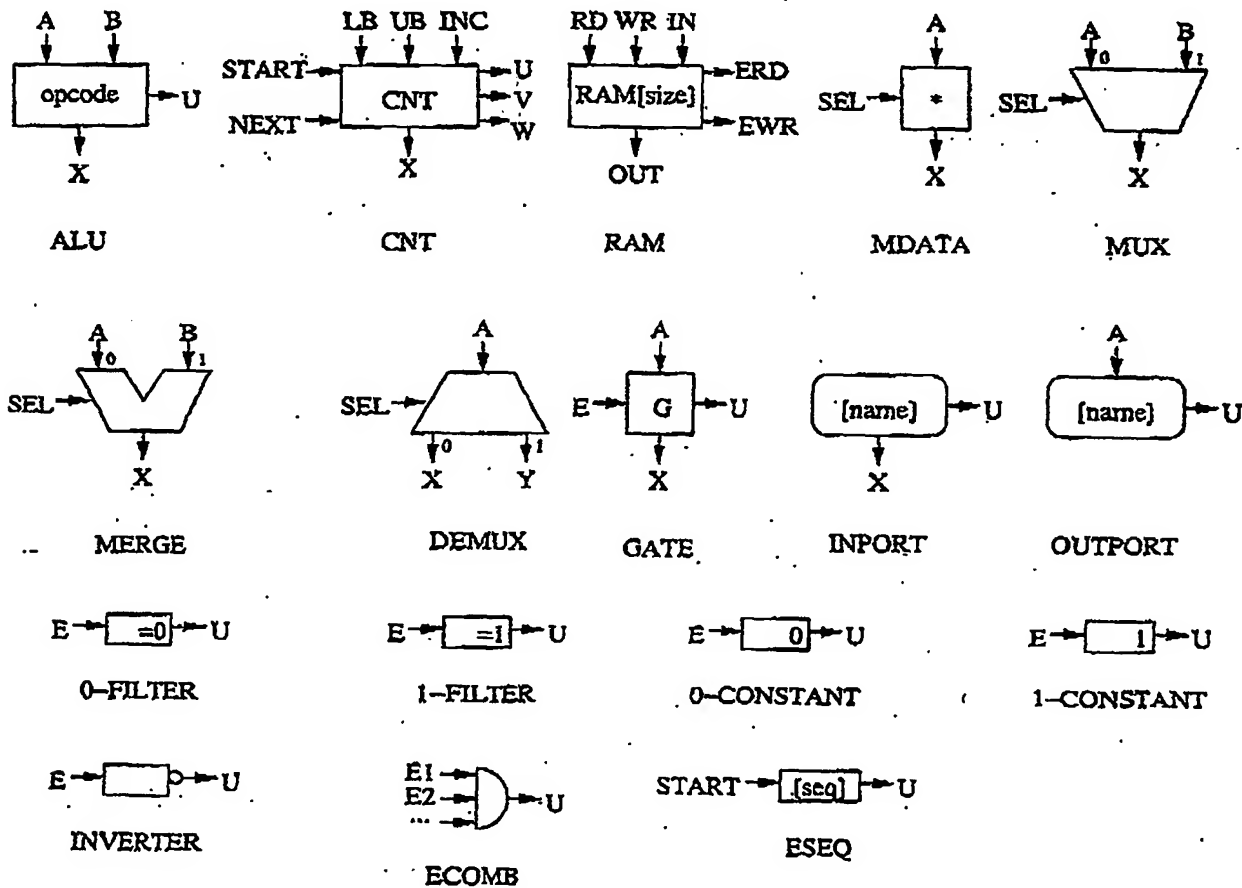 A B LB UB INC RD WR IN A A B
0 1
START U ERD
opcode U CNT V RAM[size] SEL * SEL
NEXT W EWR
X X OUT X X
ALU CNT RAM MDATA MUX
A B A A A
0 1
SEL SEL E G U [name] U [name] U
0 1
X X Y X X
MERGE DEMUX GATE INPORT OUTPORT
E =0 U E =1 U E 0 U E 1 U
0-FILTER 1-FILTER 0-CONSTANT 1-CONSTANT
E U E1 E2 ... U START [seq] U
INVERTER ECOMB ESEQ